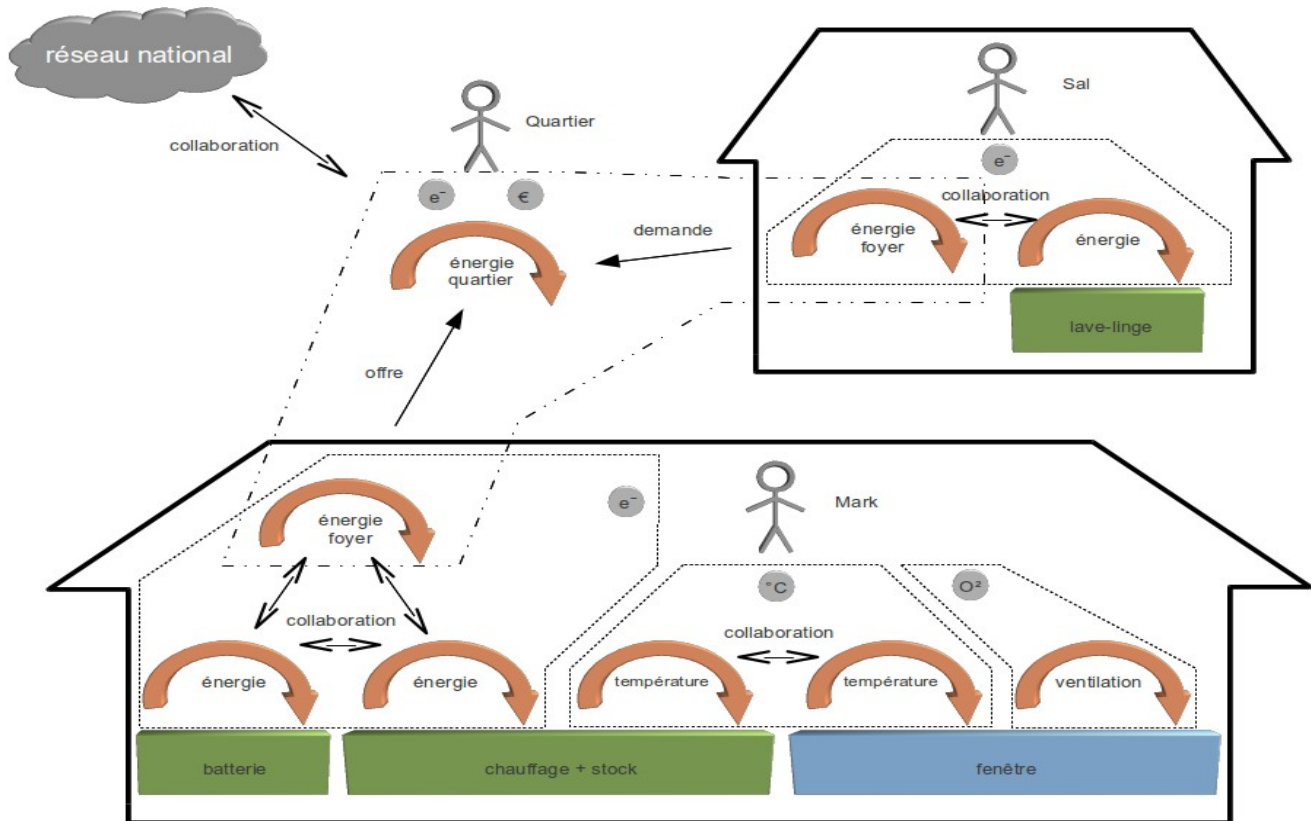 réseau national
Sal
Quartier
collaboration
e⁻
e⁻
€
collaboration
demande
énergie
foyer
énergie
énergie
quartier
lave-linge
offre
e⁻
Mark
énergie
foyer
°C
O²
collaboration
collaboration
énergie
énergie
température
température
ventilation
batterie
chauffage + stock
fenêtre